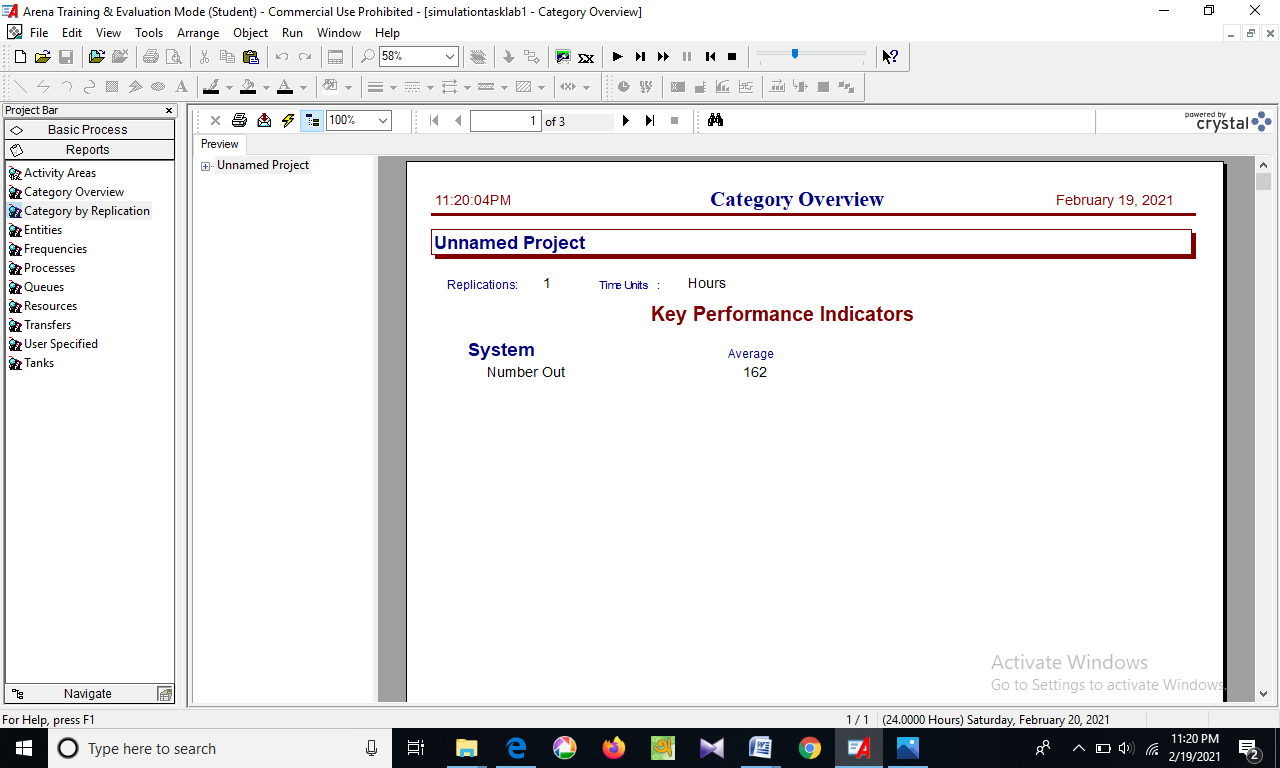 Arena Training & Evaluation Mode (Student) - Commercial Use Prohibited - [simulationtasklab1 - Category Overview]
File Edit View Tools Arrange Object Run Window Help
58%
Project Bar
Basic Process
Reports
Activity Areas
Category Overview
Category by Replication
Entities
Frequencies
Processes
Queues
Resources
Transfers
User Specified
Tanks
Navigate
100%
1 of 3
powered by
crystal
Preview
Unnamed Project
11:20:04PM Category Overview February 19, 2021
Unnamed Project
Replications: 1 Time Units : Hours
Key Performance Indicators
System Average
Number Out 162
Activate Windows
Go to Settings to activate Windows.
For Help, press F1
1 / 1 (24.0000 Hours) Saturday, February 20, 2021
Type here to search
11:20 PM
2/19/2021
2